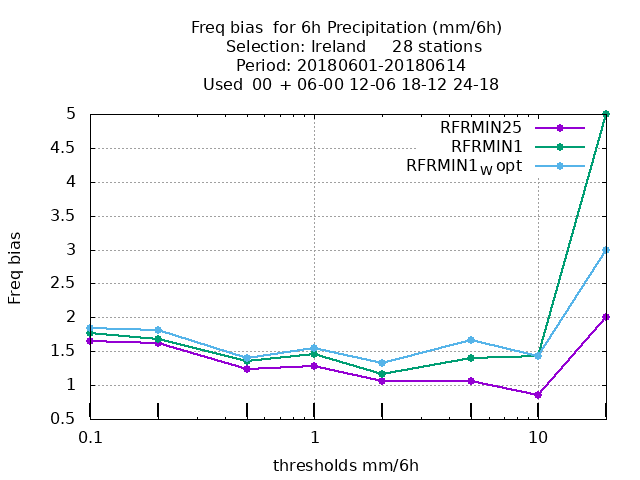 Freq bias  for 6h Precipitation (mm/6h)
Selection: Ireland     28 stations
Period: 20180601-20180614
Used  00  + 06-00 12-06 18-12 24-18
RFRMIN25
RFRMIN1
RFRMIN1W opt
5
4.5
4
3.5
3
2.5
2
1.5
1
0.5
Freq bias
0.1 1 10
thresholds mm/6h